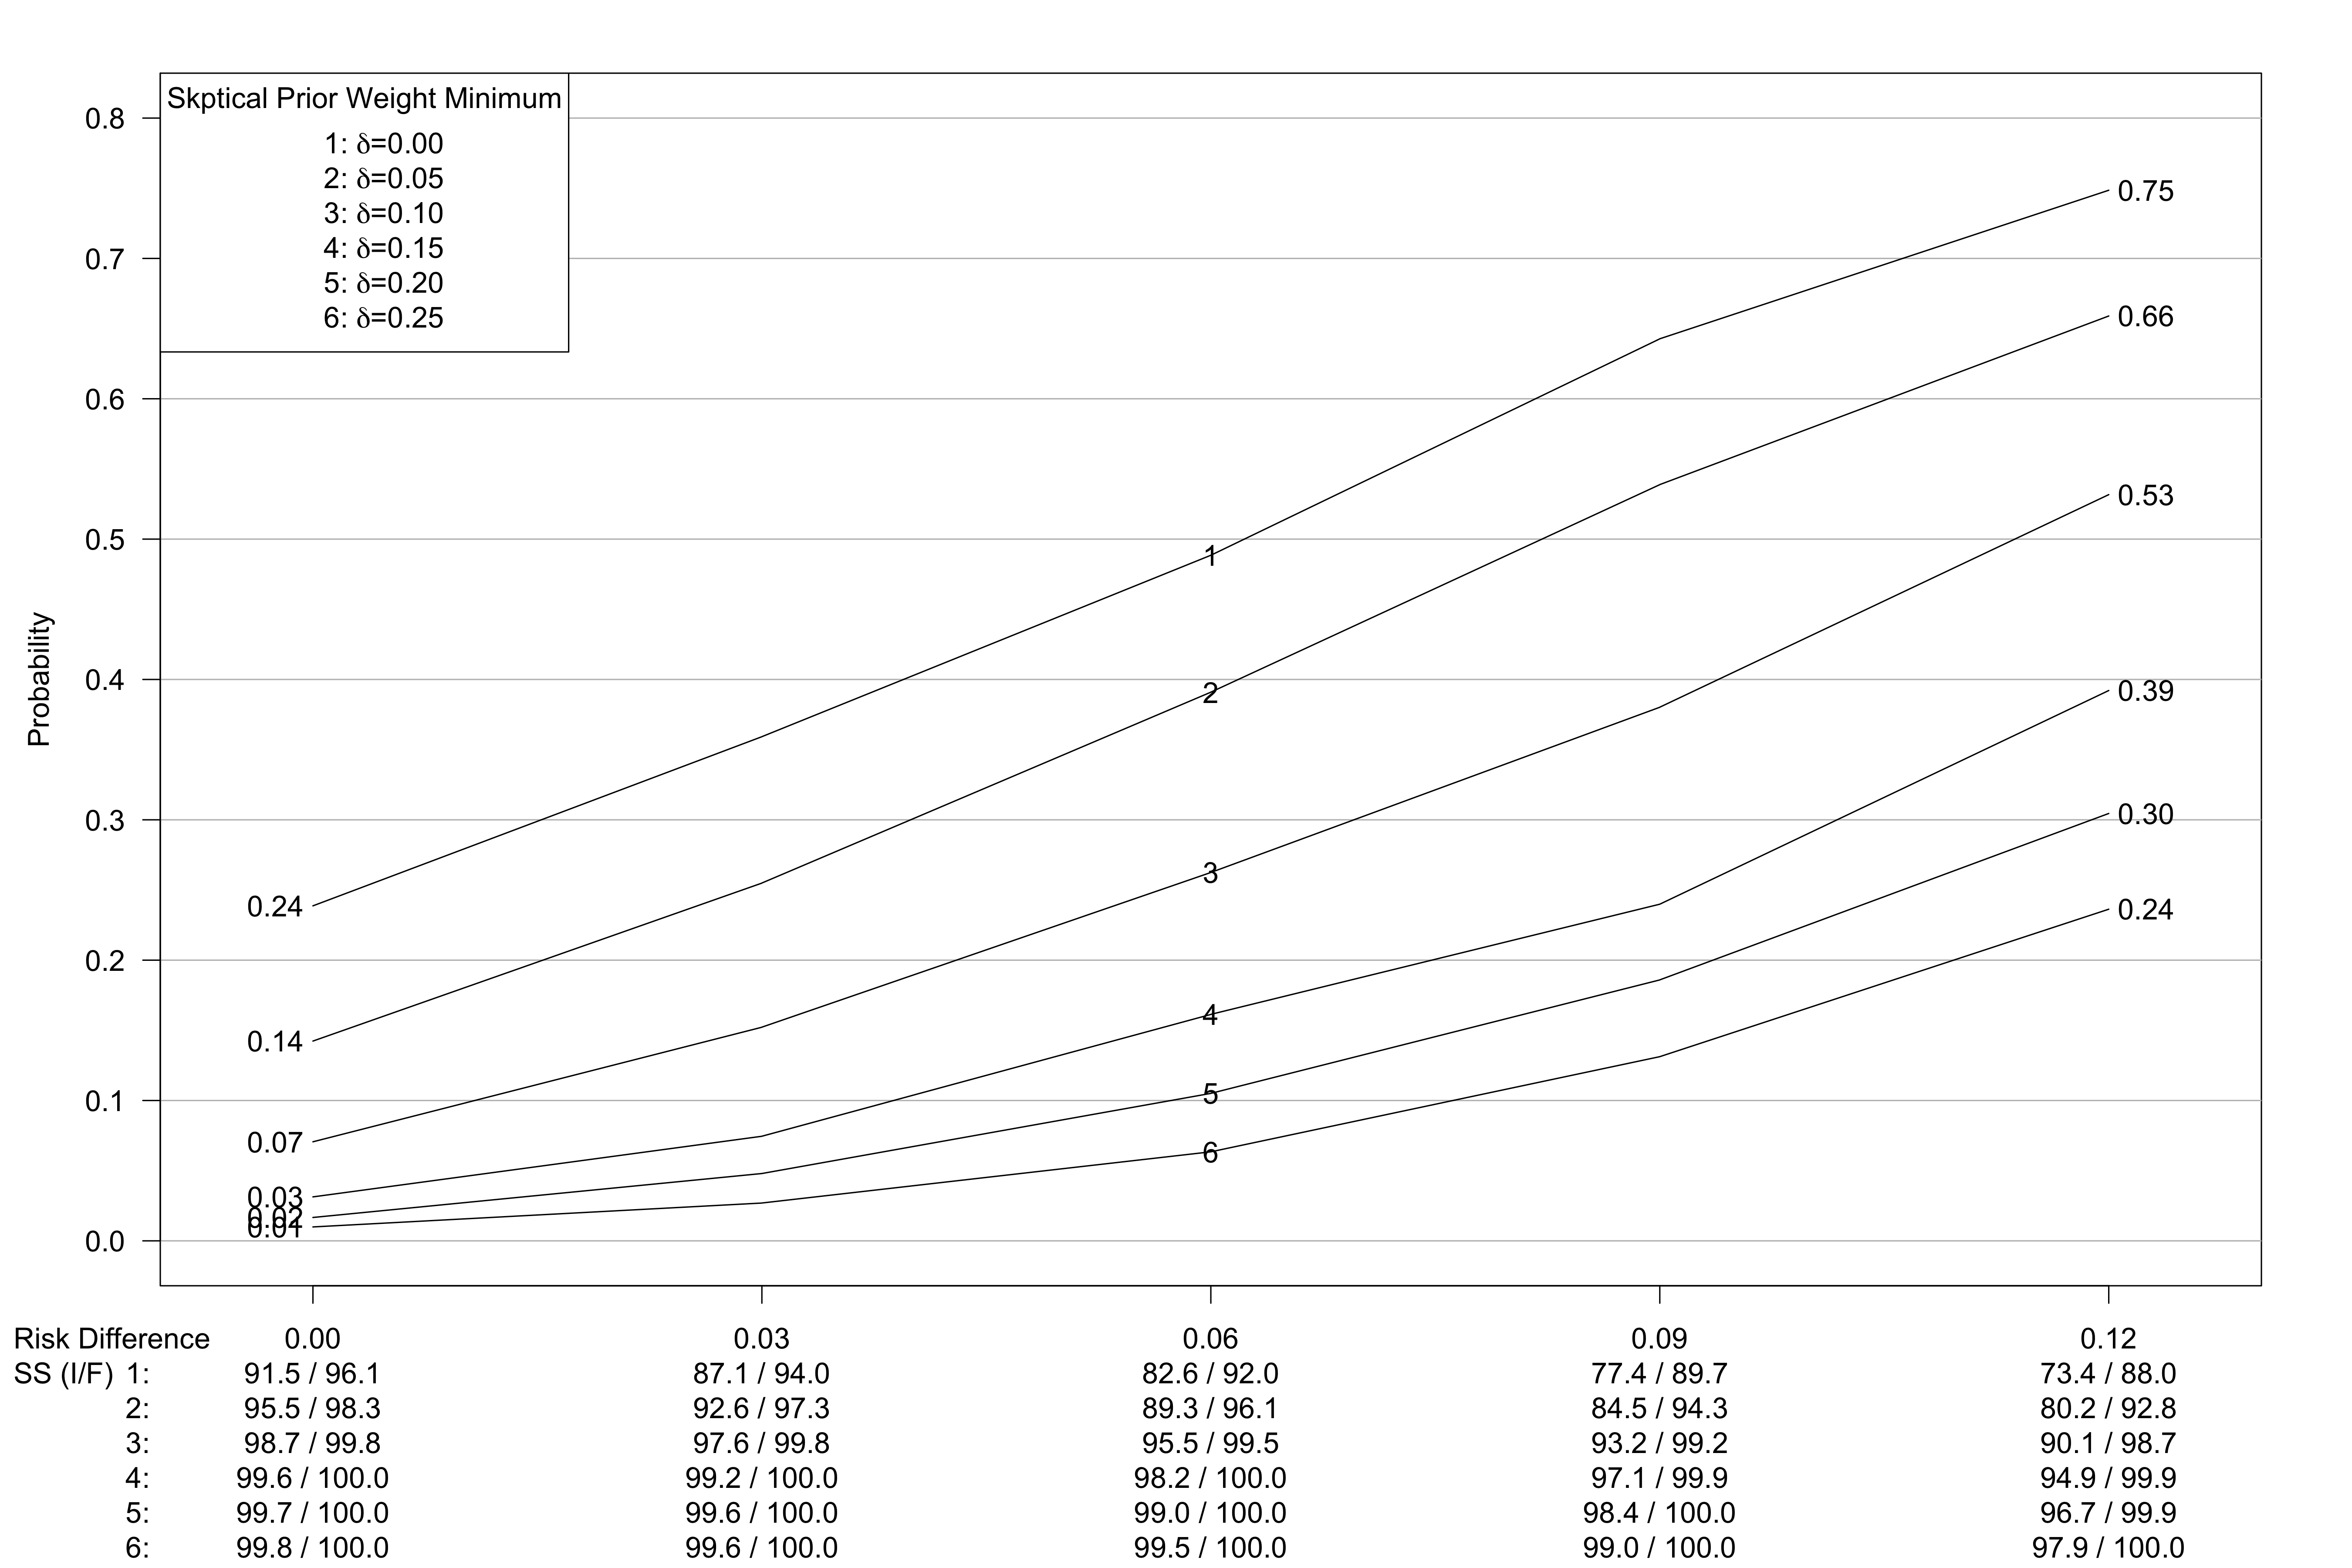 Skptical Prior Weight Minimum
1: δ=0.00
2: δ=0.05
3: δ=0.10
4: δ=0.15
5: δ=0.20
6: δ=0.25
Probability
0.8
0.7
0.6
0.5
0.4
0.3
0.2
0.1
0.0
0.24
0.14
0.07
0.03
0.02
0.01
1
2
3
4
5
6
0.75
0.66
0.53
0.39
0.30
0.24
Risk Difference 0.00 0.03 0.06 0.09 0.12
SS (I/F) 1: 91.5 / 96.1 87.1 / 94.0 82.6 / 92.0 77.4 / 89.7 73.4 / 88.0
2: 95.5 / 98.3 92.6 / 97.3 89.3 / 96.1 84.5 / 94.3 80.2 / 92.8
3: 98.7 / 99.8 97.6 / 99.8 95.5 / 99.5 93.2 / 99.2 90.1 / 98.7
4: 99.6 / 100.0 99.2 / 100.0 98.2 / 100.0 97.1 / 99.9 94.9 / 99.9
5: 99.7 / 100.0 99.6 / 100.0 99.0 / 100.0 98.4 / 100.0 96.7 / 99.9
6: 99.8 / 100.0 99.6 / 100.0 99.5 / 100.0 99.0 / 100.0 97.9 / 100.0